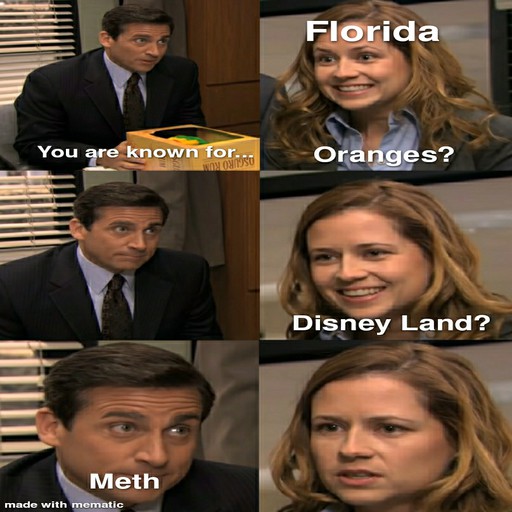 Florida
You are known for...
Oranges?
Disney Land?
Meth
made with mematic